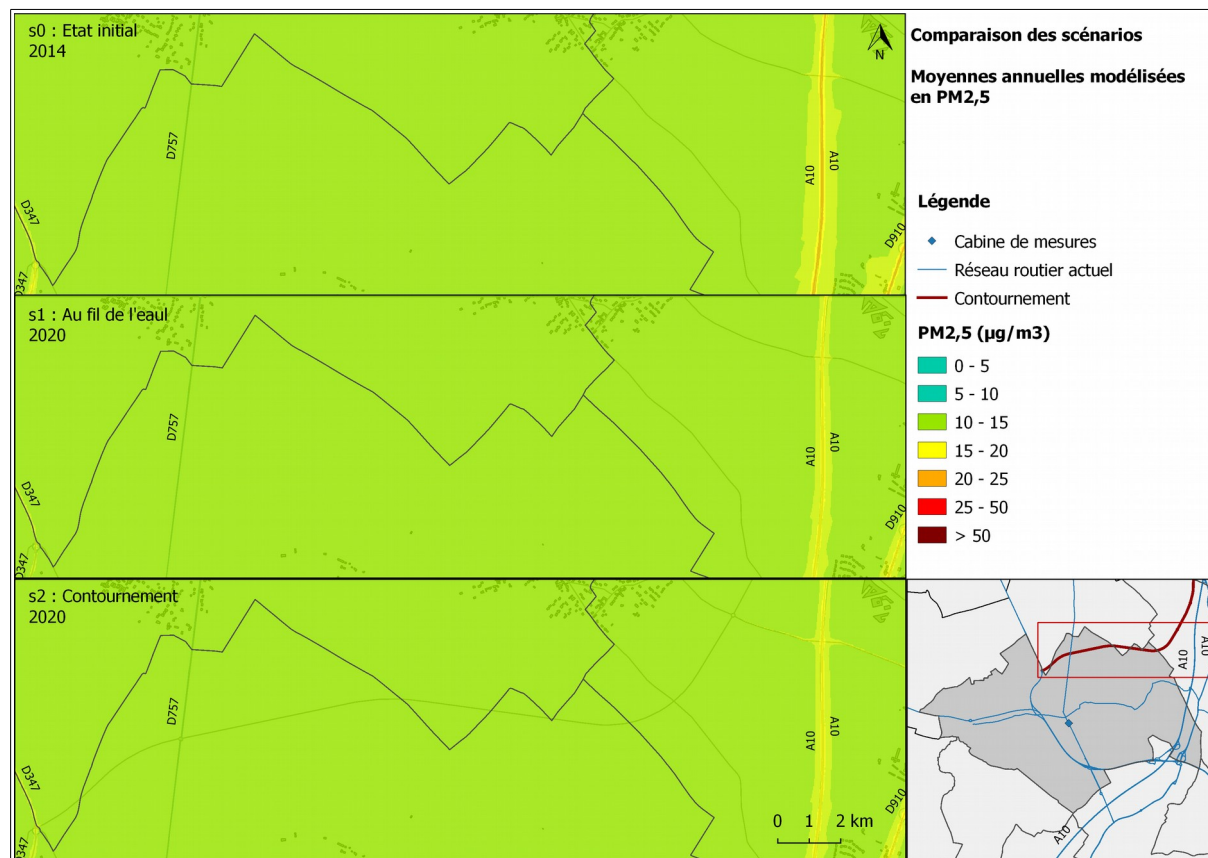 s0 : Etat initial
2014
N
D757
D347
D347
A10
A10
D910
s1 : Au fil de l'eaul
2020
D757
D347
D347
A10
A10
D910
s2 : Contournement
2020
D757
D347
A10
A10
D910
0 1 2 km
Comparaison des scénarios
Moyennes annuelles modélisées
en PM2,5
Légende
Cabine de mesures
Réseau routier actuel
Contournement
PM2,5 (µg/m3)
0 - 5
5 - 10
10 - 15
15 - 20
20 - 25
25 - 50
> 50
A10
A10
A10